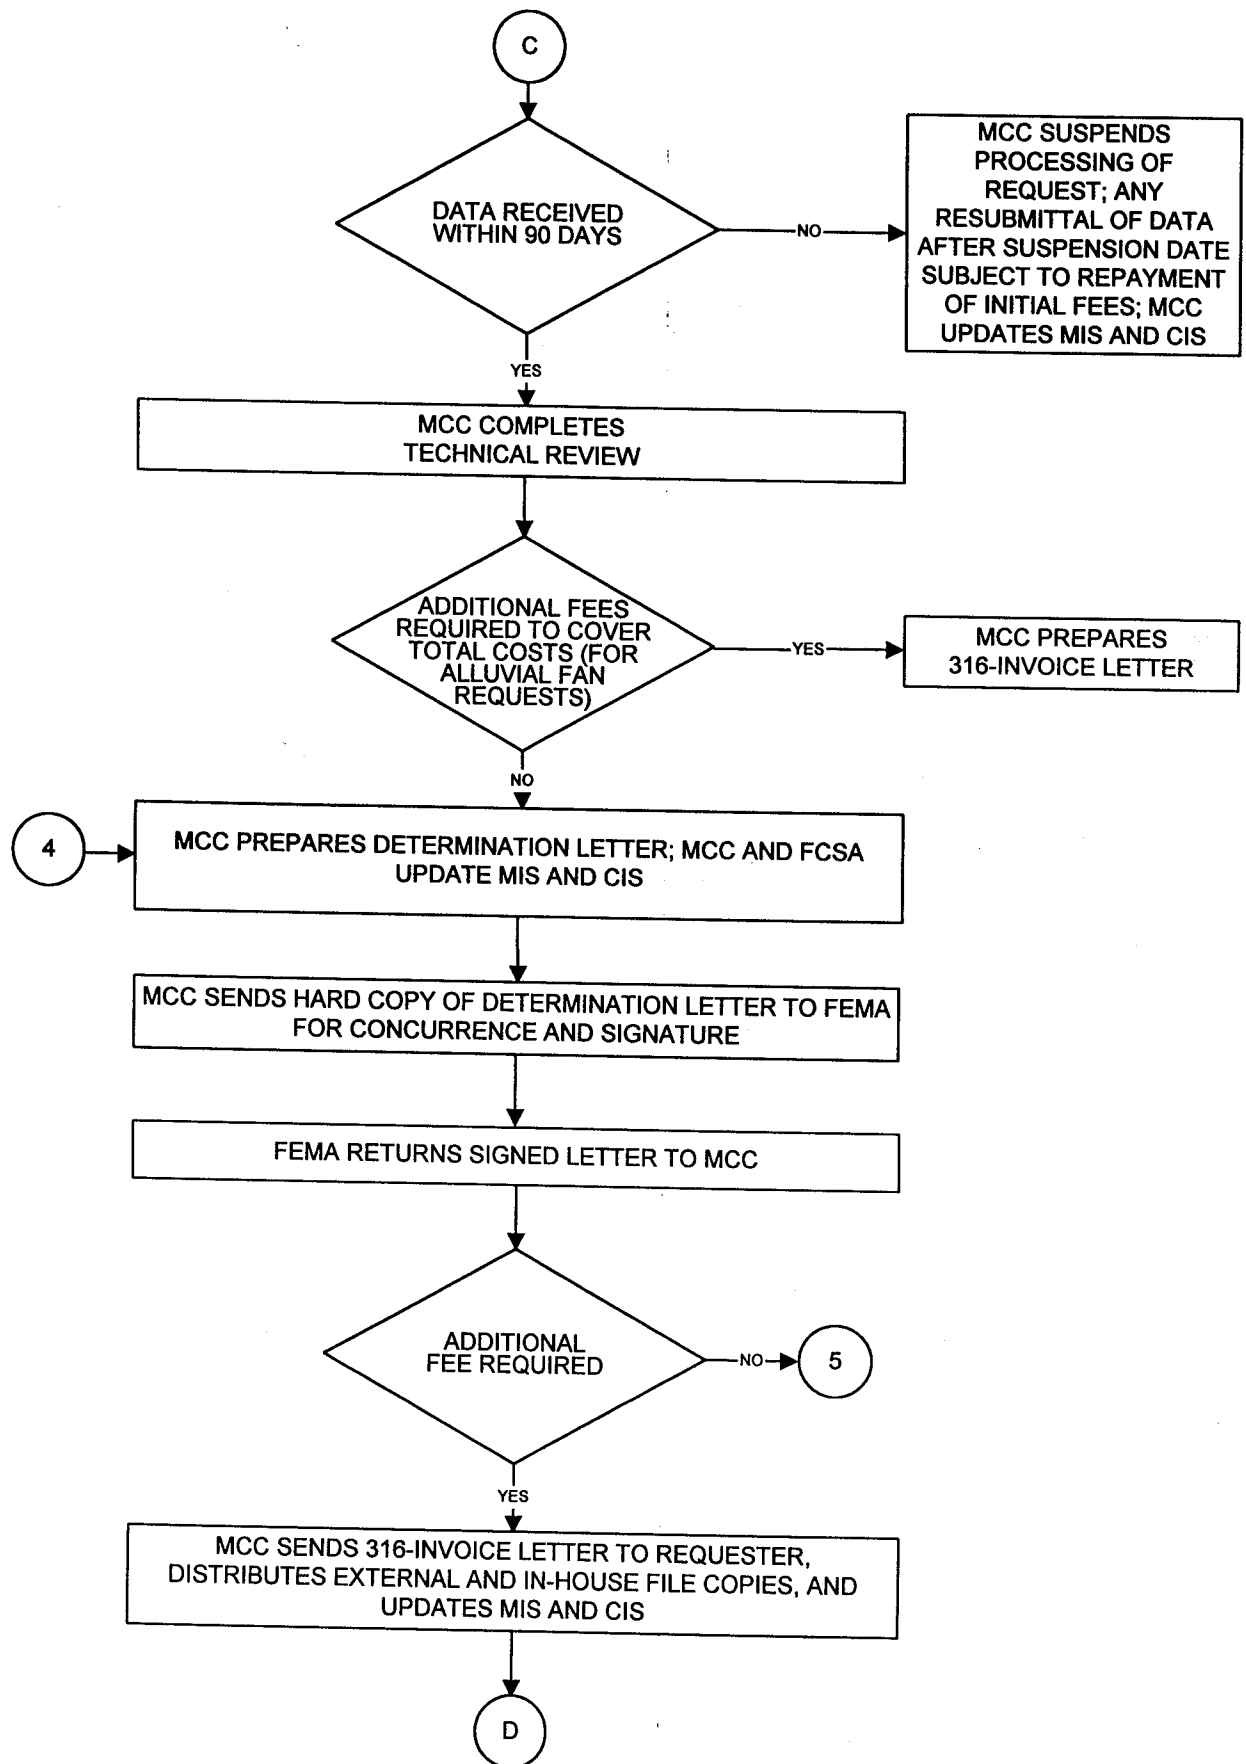 C
DATA RECEIVED
WITHIN 90 DAYS
NO
MCC SUSPENDS
PROCESSING OF
REQUEST; ANY
RESUBMITTAL OF DATA
AFTER SUSPENSION DATE
SUBJECT TO REPAYMENT
OF INITIAL FEES; MCC
UPDATES MIS AND CIS
YES
MCC COMPLETES
TECHNICAL REVIEW
ADDITIONAL FEES
REQUIRED TO COVER
TOTAL COSTS (FOR
ALLUVIAL FAN
REQUESTS)
YES
MCC PREPARES
316-INVOICE LETTER
NO
4
MCC PREPARES DETERMINATION LETTER; MCC AND FCSA
UPDATE MIS AND CIS
MCC SENDS HARD COPY OF DETERMINATION LETTER TO FEMA
FOR CONCURRENCE AND SIGNATURE
FEMA RETURNS SIGNED LETTER TO MCC
ADDITIONAL
FEE REQUIRED
NO
5
YES
MCC SENDS 316-INVOICE LETTER TO REQUESTER,
DISTRIBUTES EXTERNAL AND IN-HOUSE FILE COPIES, AND
UPDATES MIS AND CIS
D